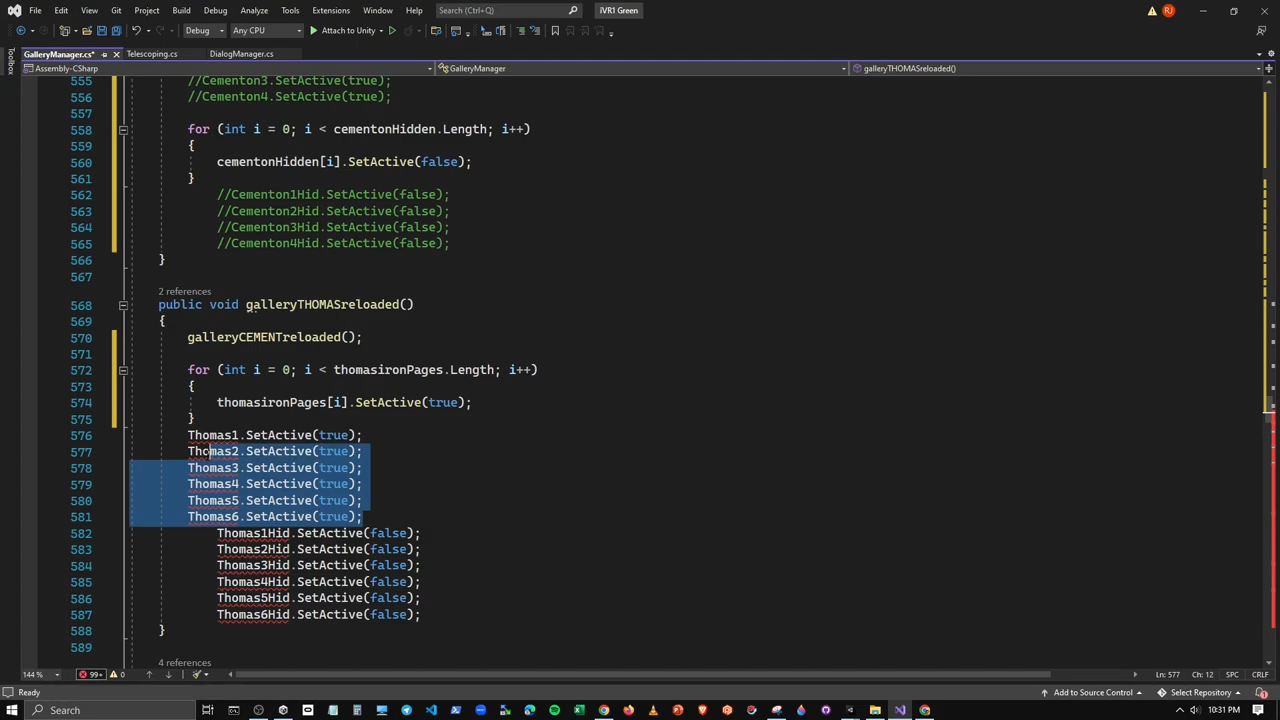 File Edit View Git Project Build Debug Test Analyze Tools Extensions Window Help Search (Ctrl+Q) iVR1 Green RJ
Debug Any CPU Attach to Unity
GalleryManager.cs* Telescoping.cs DialogManager.cs
Assembly-CSharp GalleryManager galleryTHOMASreloaded()
Toolbox
555 //Cementon3.SetActive(true);
556 //Cementon4.SetActive(true);
557
558 for (int i = 0; i < cementonHidden.Length; i++)
559 {
560 cementonHidden[i].SetActive(false);
561 }
562 //Cementon1Hid.SetActive(false);
563 //Cementon2Hid.SetActive(false);
564 //Cementon3Hid.SetActive(false);
565 //Cementon4Hid.SetActive(false);
566 }
567
2 references
568 public void galleryTHOMASreloaded()
569 {
570 galleryCEMENTreloaded();
571
572 for (int i = 0; i < thomasironPages.Length; i++)
573 {
574 thomasironPages[i].SetActive(true);
575 }
576 Thomas1.SetActive(true);
577 Thomas2.SetActive(true);
578 Thomas3.SetActive(true);
579 Thomas4.SetActive(true);
580 Thomas5.SetActive(true);
581 Thomas6.SetActive(true);
582 Thomas1Hid.SetActive(false);
583 Thomas2Hid.SetActive(false);
584 Thomas3Hid.SetActive(false);
585 Thomas4Hid.SetActive(false);
586 Thomas5Hid.SetActive(false);
587 Thomas6Hid.SetActive(false);
588 }
589
4 references
144 % 99+ 0 Ln: 577 Ch: 12 SPC CRLF
Ready Add to Source Control Select Repository 1
Search 10:31 PM